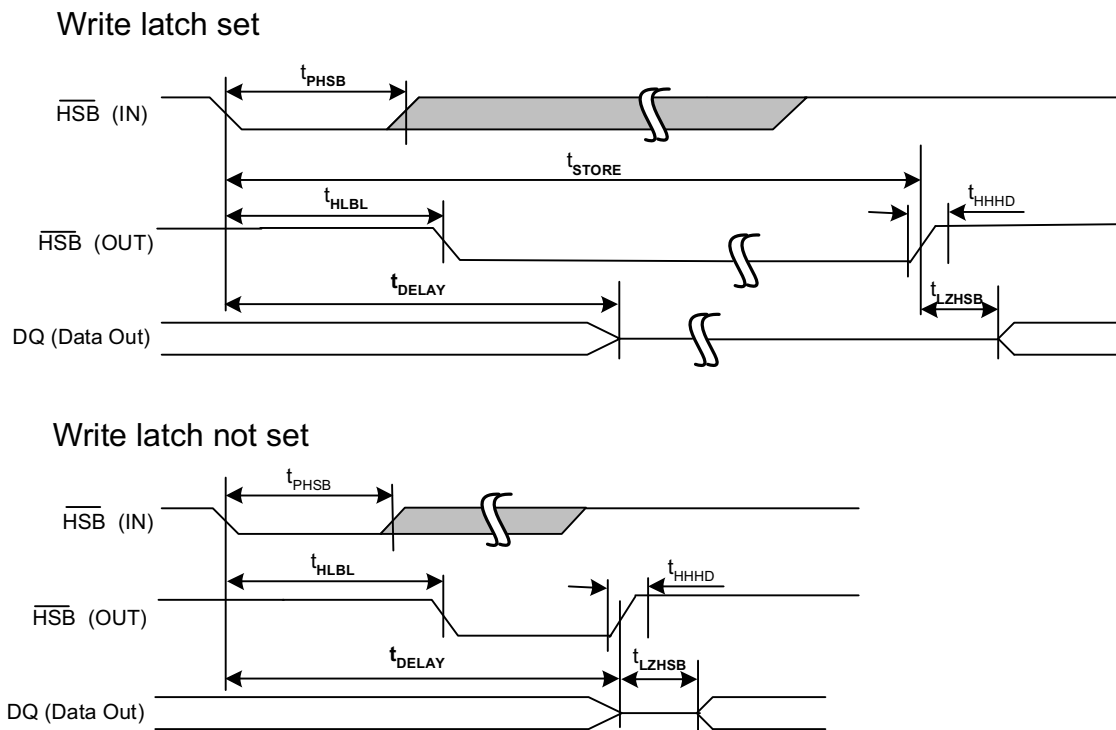 Write latch set
tPHSB
HSB (IN)
tSTORE
tHLBL
tHHHD
HSB (OUT)
tDELAY
tLZHSB
DQ (Data Out)
Write latch not set
tPHSB
HSB (IN)
tHLBL
tHHHD
HSB (OUT)
tDELAY
tLZHSB
DQ (Data Out)